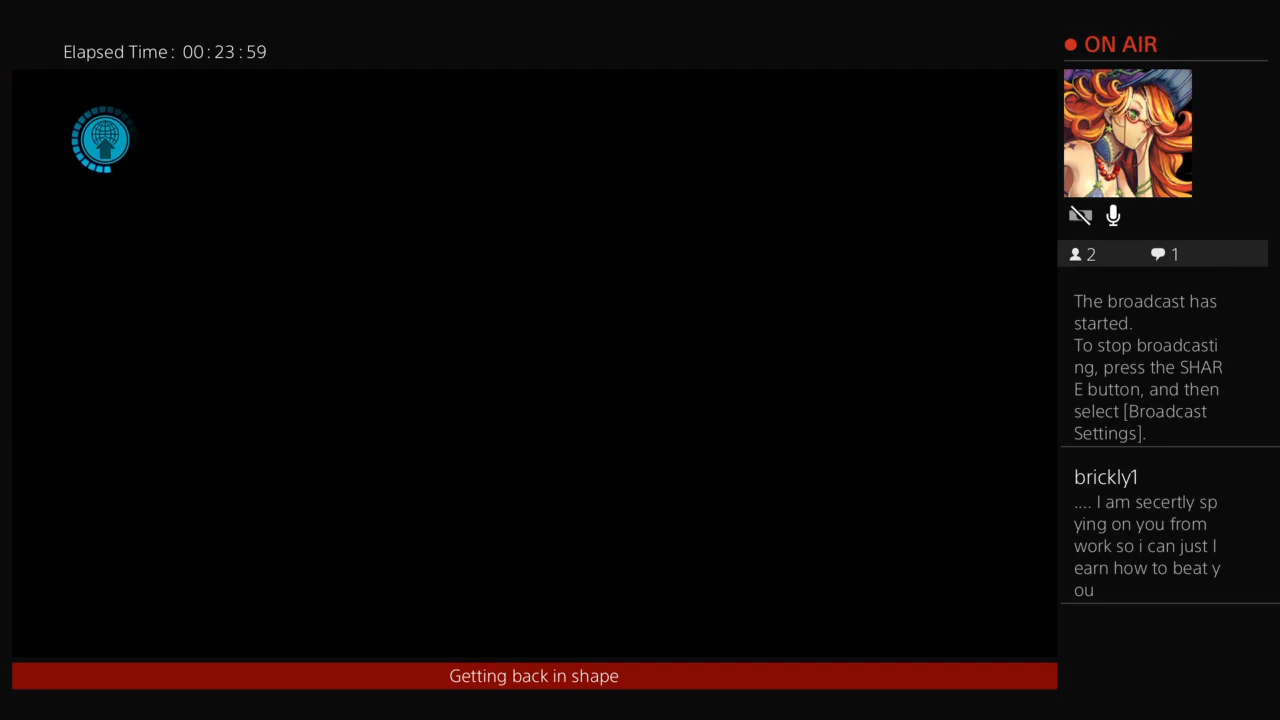 Elapsed Time: 00:23:59
ON AIR
2 1
The broadcast has
started.
To stop broadcasti
ng, press the SHAR
E button, and then
select [Broadcast
Settings].
brickly1
.... I am secertly sp
ying on you from
work so i can just l
earn how to beat y
ou
Getting back in shape